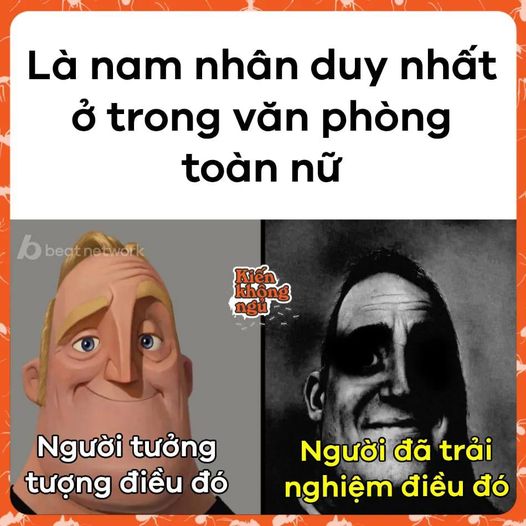 Là nam nhân duy nhất
ở trong văn phòng
toàn nữ
beat network
Kiến
không
ngủ
Người tưởng
tượng điều đó
Người đã trải
nghiệm điều đó